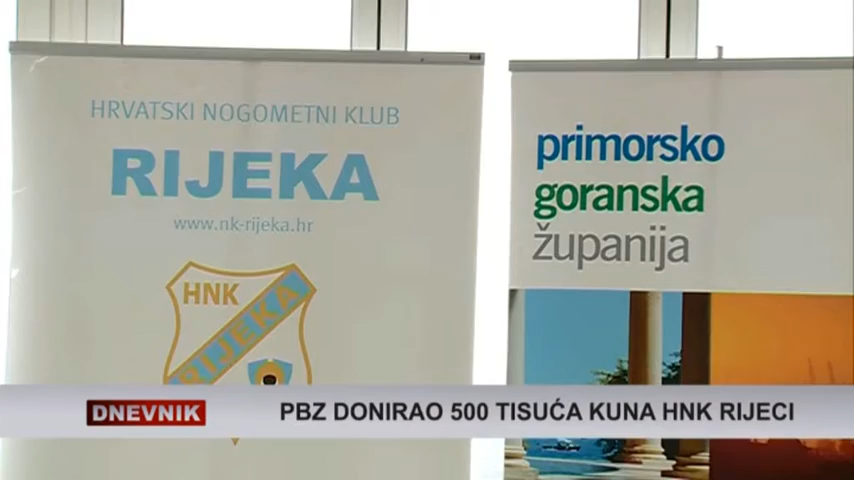 HRVATSKI NOGOMETNI KLUB
RIJEKA
www.nk-rijeka.hr
HNK
RIJEKA
primorsko
goranska
županija
DNEVNIK
PBZ DONIRAO 500 TISUĆA KUNA HNK RIJECI